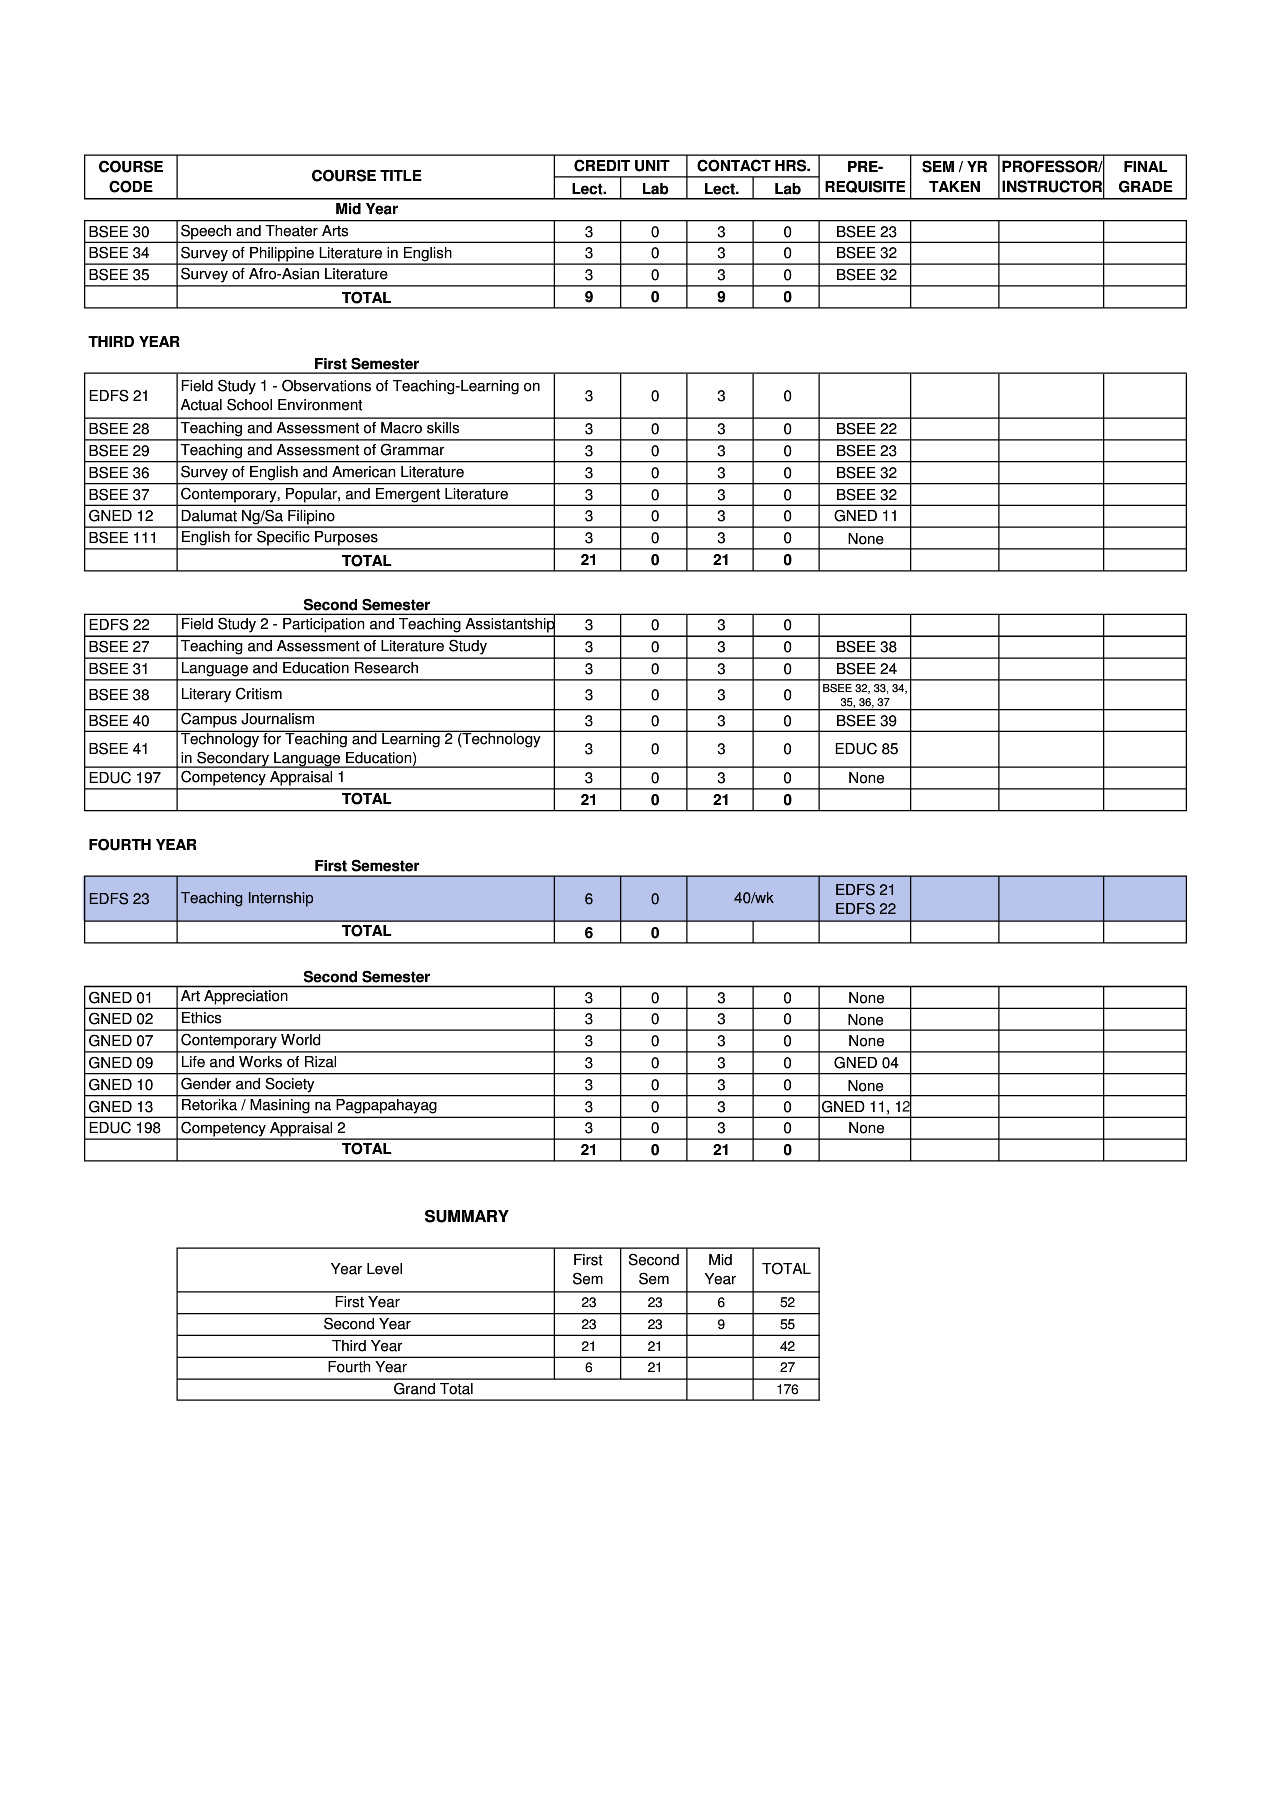 COURSE CODE COURSE TITLE CREDIT UNIT CONTACT HRS. PRE-REQUISITE SEM / YR TAKEN PROFESSOR/ INSTRUCTOR FINAL GRADE
Lect. Lab Lect. Lab
Mid Year
BSEE 30 Speech and Theater Arts 3 0 3 0 BSEE 23
BSEE 34 Survey of Philippine Literature in English 3 0 3 0 BSEE 32
BSEE 35 Survey of Afro-Asian Literature 3 0 3 0 BSEE 32
TOTAL 9 0 9 0
THIRD YEAR
First Semester
EDFS 21 Field Study 1 - Observations of Teaching-Learning on Actual School Environment 3 0 3 0
BSEE 28 Teaching and Assessment of Macro skills 3 0 3 0 BSEE 22
BSEE 29 Teaching and Assessment of Grammar 3 0 3 0 BSEE 23
BSEE 36 Survey of English and American Literature 3 0 3 0 BSEE 32
BSEE 37 Contemporary, Popular, and Emergent Literature 3 0 3 0 BSEE 32
GNED 12 Dalumat Ng/Sa Filipino 3 0 3 0 GNED 11
BSEE 111 English for Specific Purposes 3 0 3 0 None
TOTAL 21 0 21 0
Second Semester
EDFS 22 Field Study 2 - Participation and Teaching Assistantship 3 0 3 0
BSEE 27 Teaching and Assessment of Literature Study 3 0 3 0 BSEE 38
BSEE 31 Language and Education Research 3 0 3 0 BSEE 24
BSEE 38 Literary Critism 3 0 3 0 BSEE 32, 33, 34, 35, 36, 37
BSEE 40 Campus Journalism 3 0 3 0 BSEE 39
BSEE 41 Technology for Teaching and Learning 2 (Technology in Secondary Language Education) 3 0 3 0 EDUC 85
EDUC 197 Competency Appraisal 1 3 0 3 0 None
TOTAL 21 0 21 0
FOURTH YEAR
First Semester
EDFS 23 Teaching Internship 6 0 40/wk EDFS 21 EDFS 22
TOTAL 6 0
Second Semester
GNED 01 Art Appreciation 3 0 3 0 None
GNED 02 Ethics 3 0 3 0 None
GNED 07 Contemporary World 3 0 3 0 None
GNED 09 Life and Works of Rizal 3 0 3 0 GNED 04
GNED 10 Gender and Society 3 0 3 0 None
GNED 13 Retorika / Masining na Pagpapahayag 3 0 3 0 GNED 11, 12
EDUC 198 Competency Appraisal 2 3 0 3 0 None
TOTAL 21 0 21 0
SUMMARY
Year Level First Sem Second Sem Mid Year TOTAL
First Year 23 23 6 52
Second Year 23 23 9 55
Third Year 21 21 42
Fourth Year 6 21 27
Grand Total 176